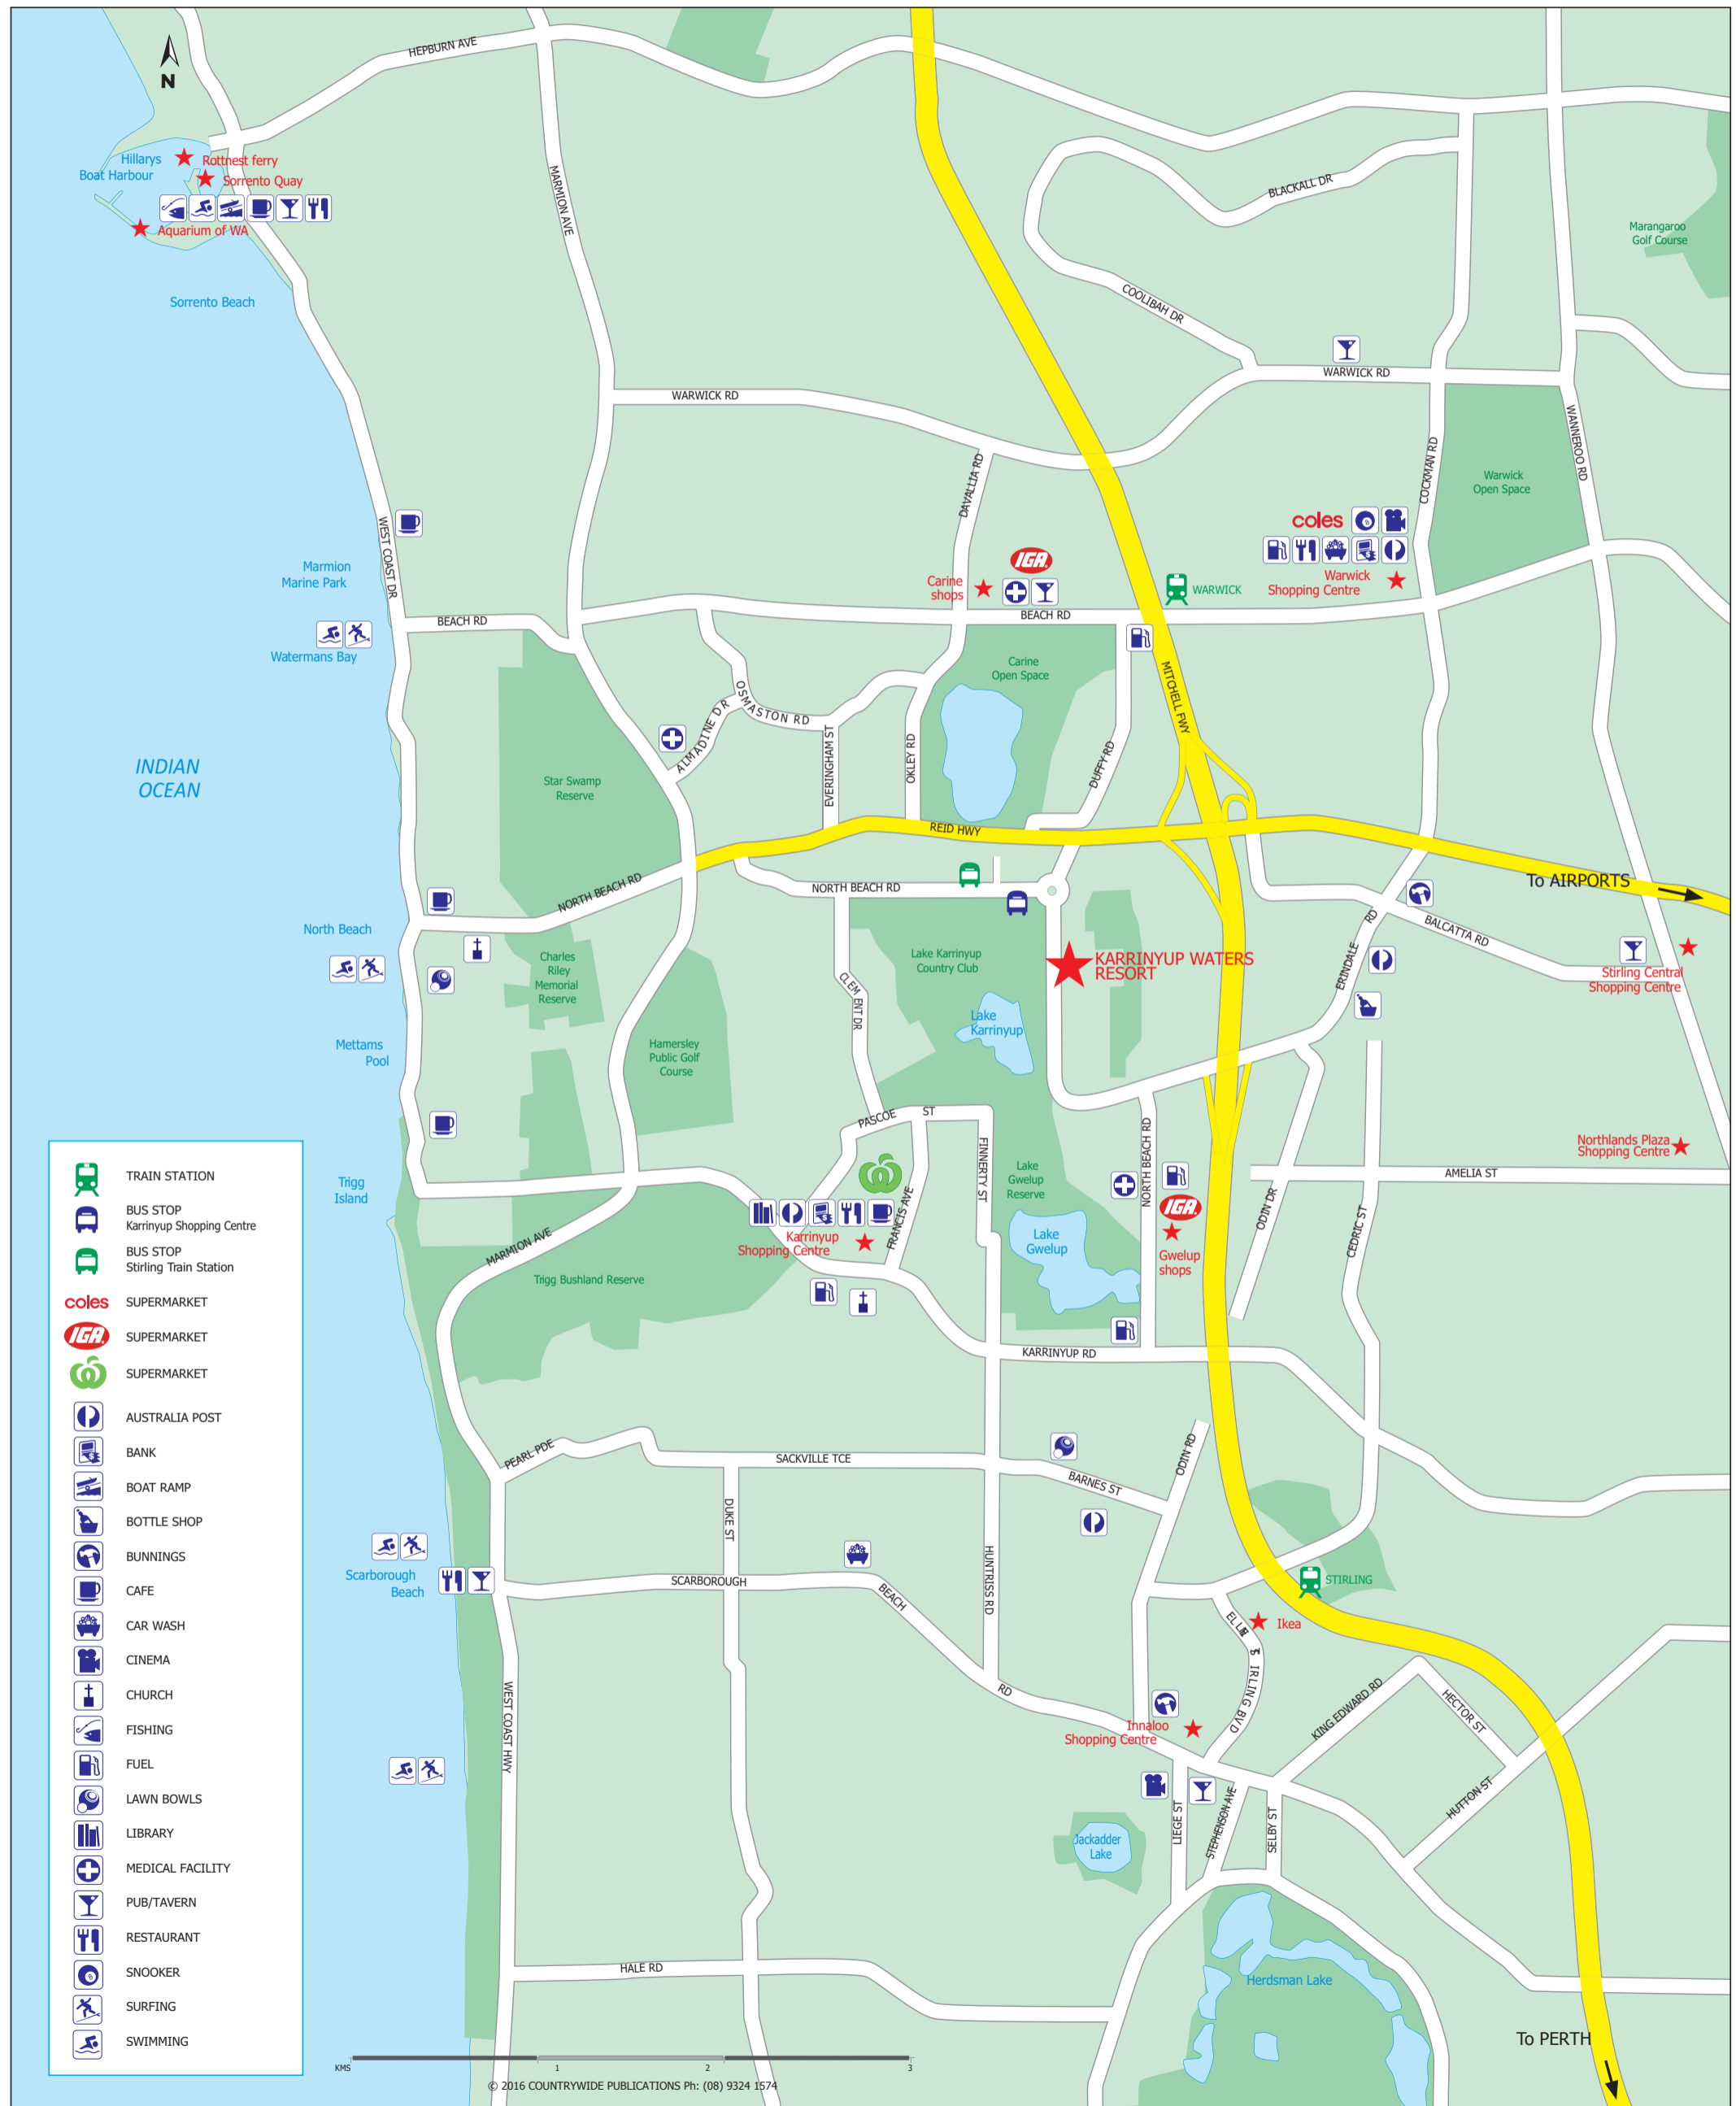 N
HEPBURN AVE
Hillarys
Boat Harbour
Rottnest ferry
Sorrento Quay
Aquarium of WA
Sorrento Beach
MARMION AVE
BLACKALL DR
Marangaroo
Golf Course
COOLIBAH DR
WARWICK RD
WARWICK RD
WANNEROO RD
COCKMAN RD
Warwick
Open Space
DAVALLIA RD
WEST COAST DR
coles
Marmion
Marine Park
IGA
Carine
shops
WARWICK
Warwick
Shopping Centre
BEACH RD
BEACH RD
Watermans Bay
Carine
Open Space
MITCHELL FWY
OSMASTON RD
ALMADINE DR
EVERINGHAM ST
OKLEY RD
DUFFY RD
INDIAN
OCEAN
Star Swamp
Reserve
REID HWY
To AIRPORTS
NORTH BEACH RD
NORTH BEACH RD
BALCATTA RD
ERINDALE RD
North Beach
Charles
Riley
Memorial
Reserve
Lake Karrinyup
Country Club
KARRINYUP WATERS
RESORT
Stirling Central
Shopping Centre
CLEMENT DR
Lake
Karrinyup
Mettams
Pool
Hamersley
Public Golf
Course
PASCOE ST
FINNERTY ST
NORTH BEACH RD
Northlands Plaza
Shopping Centre
AMELIA ST
Trigg
Island
Lake
Gwelup
Reserve
FRANCIS AVE
ODIN DR
CEDRIC ST
IGA
Karrinyup
Shopping Centre
Lake
Gwelup
Gwelup
shops
MARMION AVE
Trigg Bushland Reserve
KARRINYUP RD
PEARL PDE
SACKVILLE TCE
BARNES ST
ODIN RD
DUKE ST
HUNTRISS RD
Scarborough
Beach
SCARBOROUGH BEACH RD
STIRLING
Ikea
ELLEN STIRLING BVD
WEST COAST HWY
KING EDWARD RD
HECTOR ST
HUTTON ST
Innaloo
Shopping Centre
LIEGE ST
STEPHENSON AVE
SELBY ST
Jackadder
Lake
HALE RD
Herdsman Lake
To PERTH
TRAIN STATION
BUS STOP
Karrinyup Shopping Centre
BUS STOP
Stirling Train Station
coles SUPERMARKET
IGA SUPERMARKET
SUPERMARKET
AUSTRALIA POST
BANK
BOAT RAMP
BOTTLE SHOP
BUNNINGS
CAFE
CAR WASH
CINEMA
CHURCH
FISHING
FUEL
LAWN BOWLS
LIBRARY
MEDICAL FACILITY
PUB/TAVERN
RESTAURANT
SNOOKER
SURFING
SWIMMING
KMS 1 2 3
© 2016 COUNTRYWIDE PUBLICATIONS Ph: (08) 9324 1574